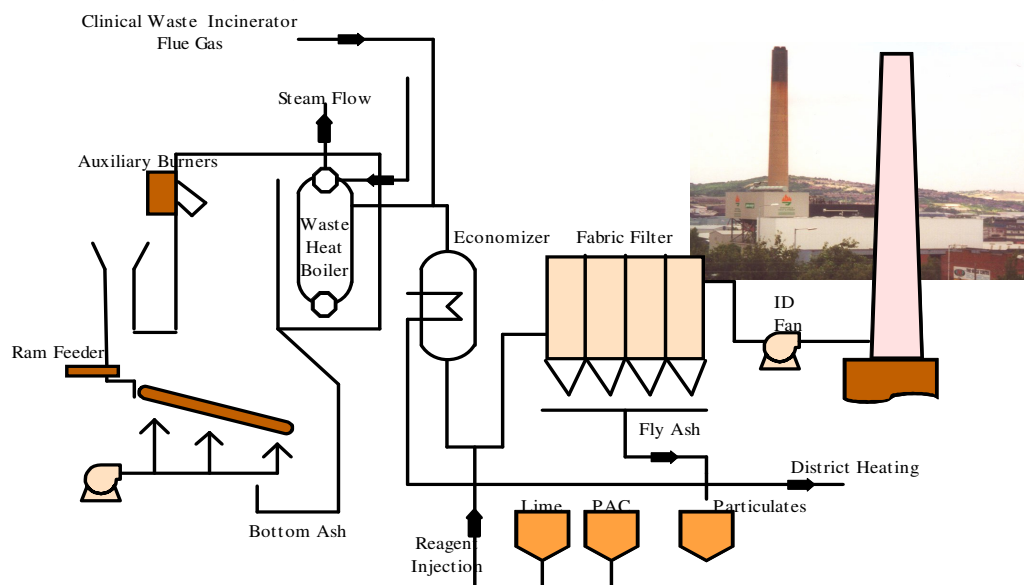 Clinical Waste Incinerator
Flue Gas
Steam Flow
Auxiliary Burners
Waste
Heat
Boiler
Economizer
Fabric Filter
ID
Fan
Ram Feeder
Fly Ash
District Heating
Bottom Ash
Reagent
Injection
Lime
PAC
Particulates